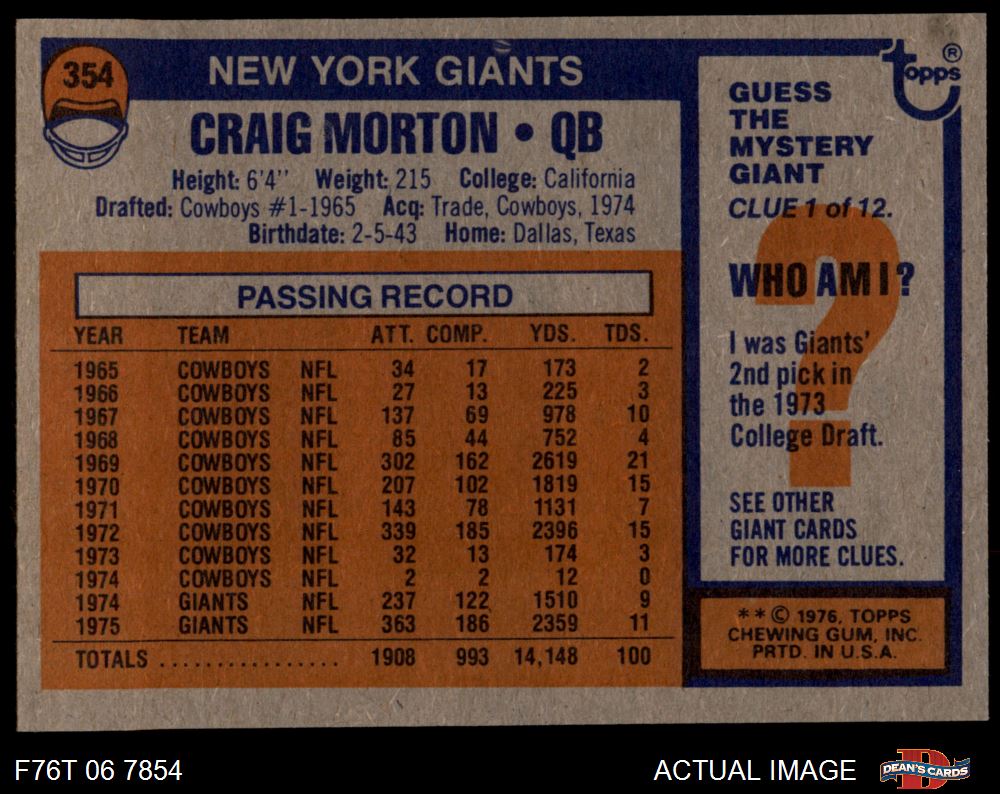 354
NEW YORK GIANTS
CRAIG MORTON • QB
Height: 6'4" Weight: 215 College: California
Drafted: Cowboys #1-1965 Acq: Trade, Cowboys, 1974
Birthdate: 2-5-43 Home: Dallas, Texas
PASSING RECORD
YEAR TEAM ATT. COMP. YDS. TDS.
1965 COWBOYS NFL 34 17 173 2
1966 COWBOYS NFL 27 13 225 3
1967 COWBOYS NFL 137 69 978 10
1968 COWBOYS NFL 85 44 752 4
1969 COWBOYS NFL 302 162 2619 21
1970 COWBOYS NFL 207 102 1819 15
1971 COWBOYS NFL 143 78 1131 7
1972 COWBOYS NFL 339 185 2396 15
1973 COWBOYS NFL 32 13 174 3
1974 COWBOYS NFL 2 2 12 0
1974 GIANTS NFL 237 122 1510 9
1975 GIANTS NFL 363 186 2359 11
TOTALS ................. 1908 993 14,148 100
topps ®
GUESS
THE
MYSTERY
GIANT
CLUE 1 of 12.
?
WHO AM I?
I was Giants'
2nd pick in
the 1973
College Draft.
SEE OTHER
GIANT CARDS
FOR MORE CLUES.
** © 1976, TOPPS
CHEWING GUM, INC.
PRTD. IN U.S.A.
F76T 06 7854
ACTUAL IMAGE
D
DEAN'S CARDS